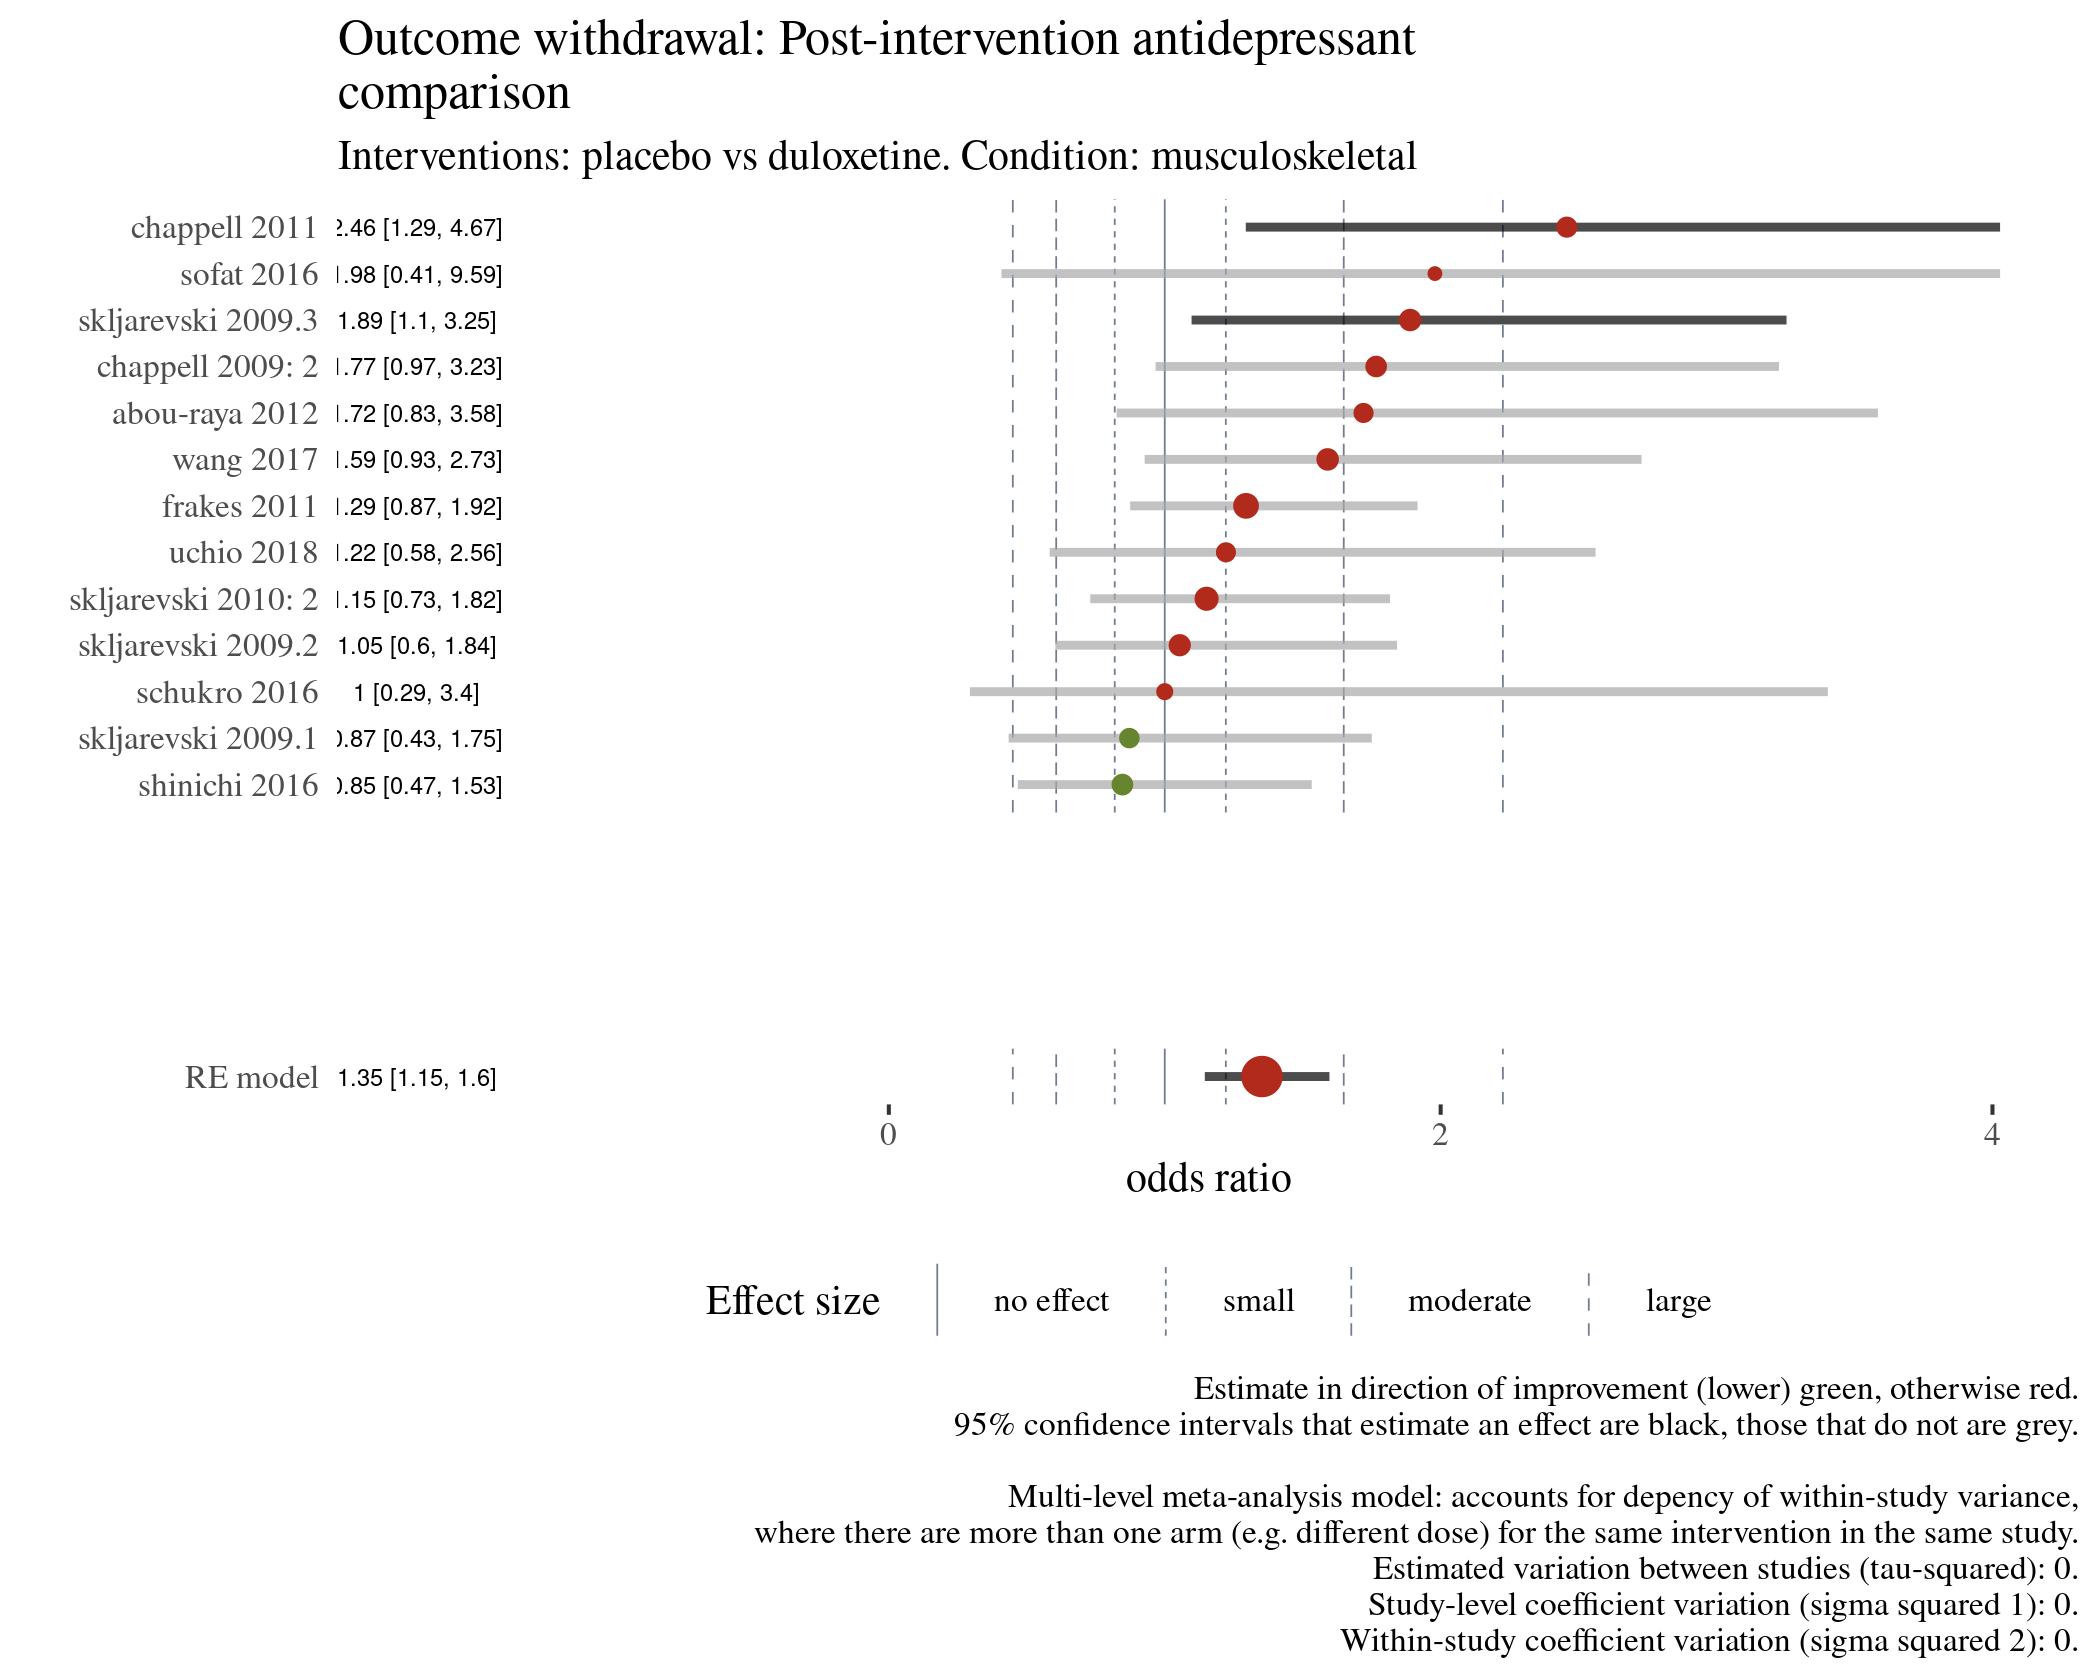 Outcome withdrawal: Post-intervention antidepressant
comparison
Interventions: placebo vs duloxetine. Condition: musculoskeletal
chappell 2011 2.46 [1.29, 4.67]
sofat 2016 1.98 [0.41, 9.59]
skljarevski 2009.3 1.89 [1.1, 3.25]
chappell 2009: 2 1.77 [0.97, 3.23]
abou-raya 2012 1.72 [0.83, 3.58]
wang 2017 1.59 [0.93, 2.73]
frakes 2011 1.29 [0.87, 1.92]
uchio 2018 1.22 [0.58, 2.56]
skljarevski 2010: 2 1.15 [0.73, 1.82]
skljarevski 2009.2 1.05 [0.6, 1.84]
schukro 2016 1 [0.29, 3.4]
skljarevski 2009.1 0.87 [0.43, 1.75]
shinichi 2016 0.85 [0.47, 1.53]
RE model 1.35 [1.15, 1.6]
0 2 4
odds ratio
Effect size no effect small moderate large
Estimate in direction of improvement (lower) green, otherwise red.
95% confidence intervals that estimate an effect are black, those that do not are grey.
Multi-level meta-analysis model: accounts for depency of within-study variance,
where there are more than one arm (e.g. different dose) for the same intervention in the same study.
Estimated variation between studies (tau-squared): 0.
Study-level coefficient variation (sigma squared 1): 0.
Within-study coefficient variation (sigma squared 2): 0.